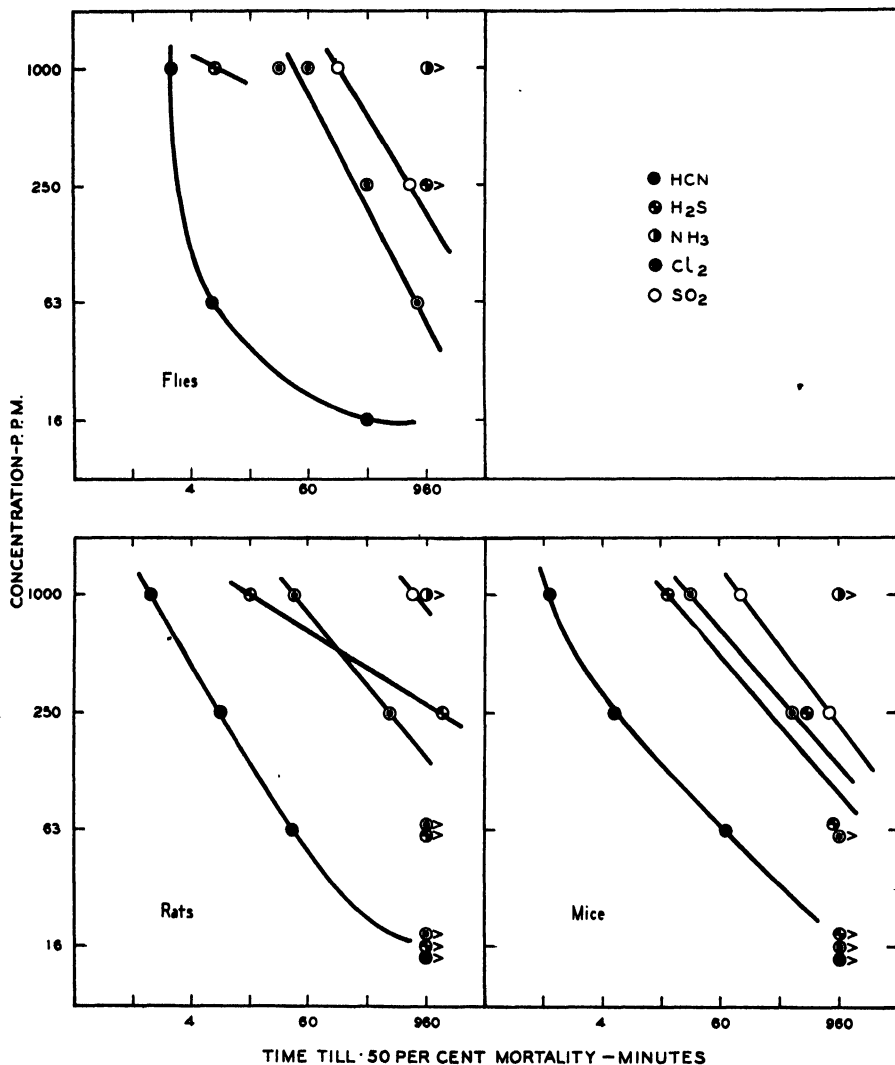 1000
250
63
16
Flies
4
60
960
HCN
H2S
NH3
Cl2
SO2
CONCENTRATION-P.P.M.
1000
250
63
16
Rats
Mice
4
60
960
4
60
960
TIME TILL·50 PER CENT MORTALITY – MINUTES